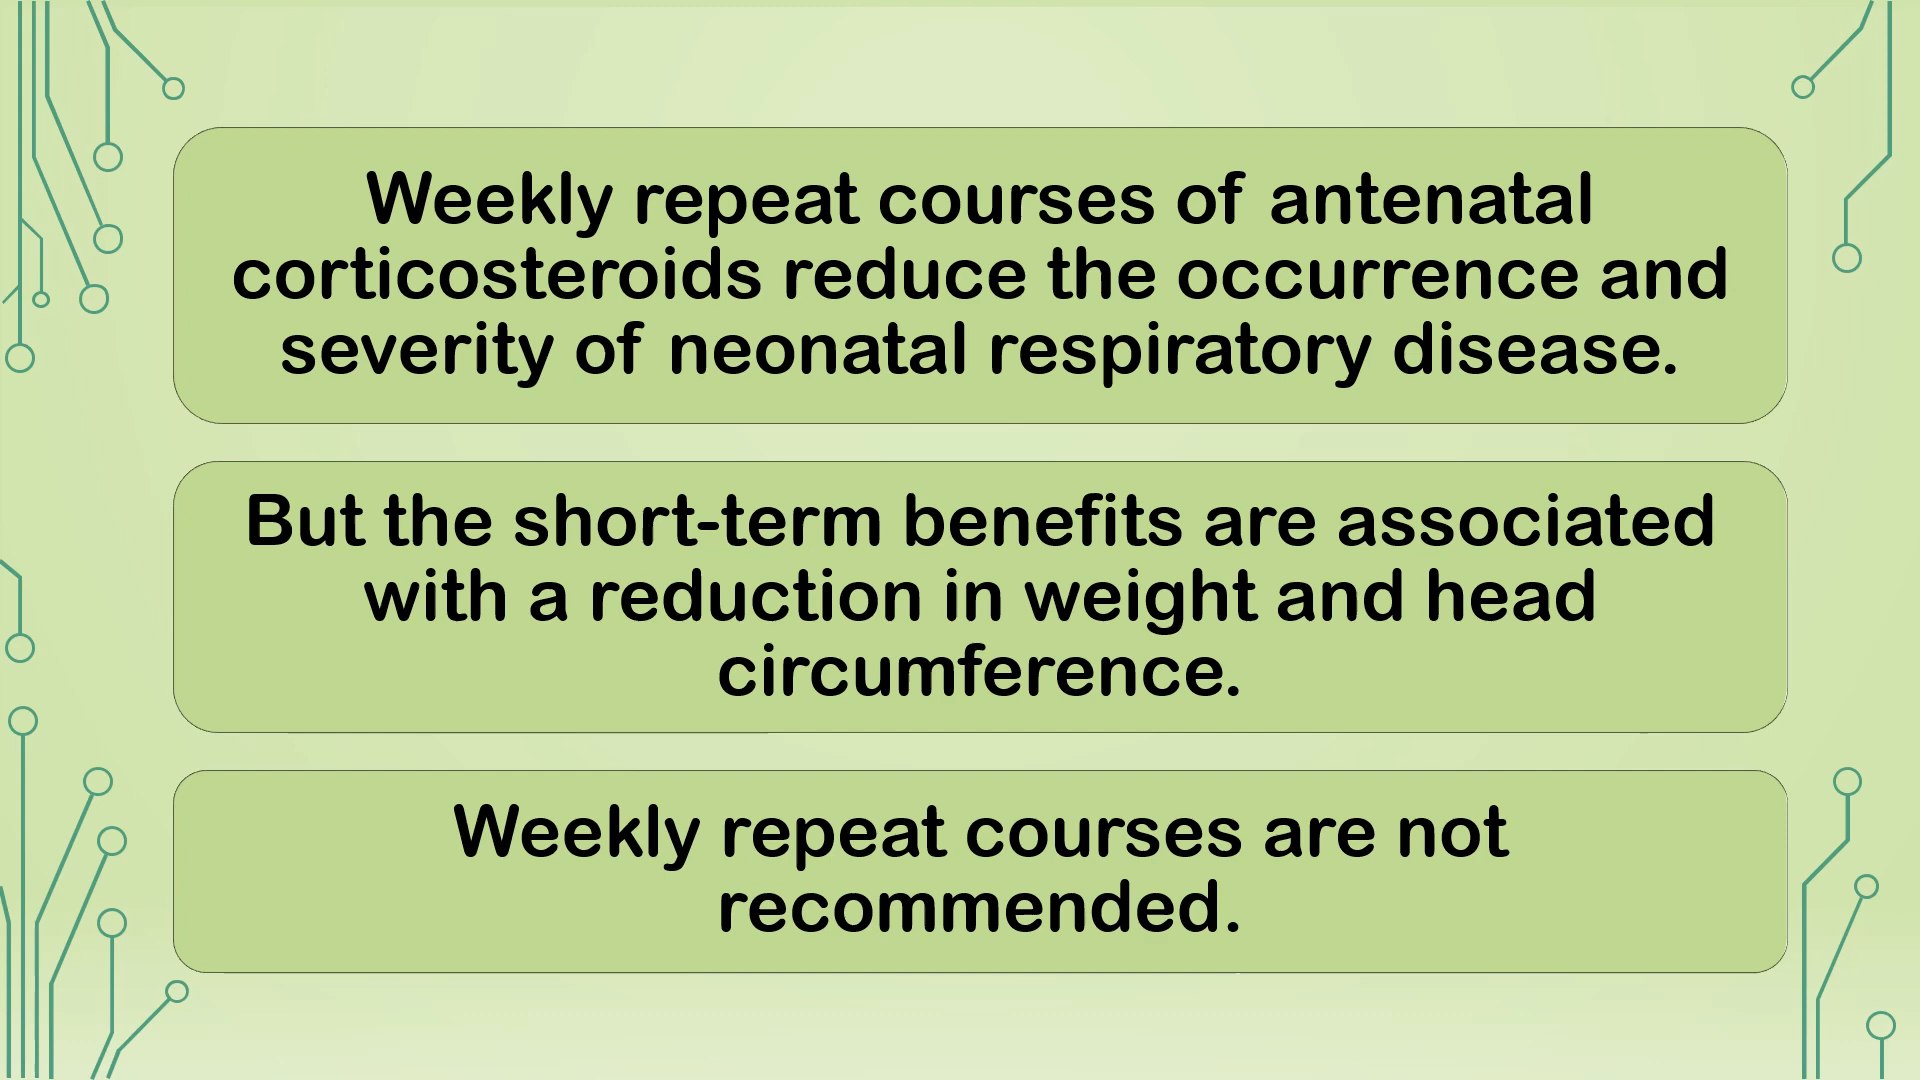 Weekly repeat courses of antenatal
corticosteroids reduce the occurrence and
severity of neonatal respiratory disease.
But the short-term benefits are associated
with a reduction in weight and head
circumference.
Weekly repeat courses are not
recommended.